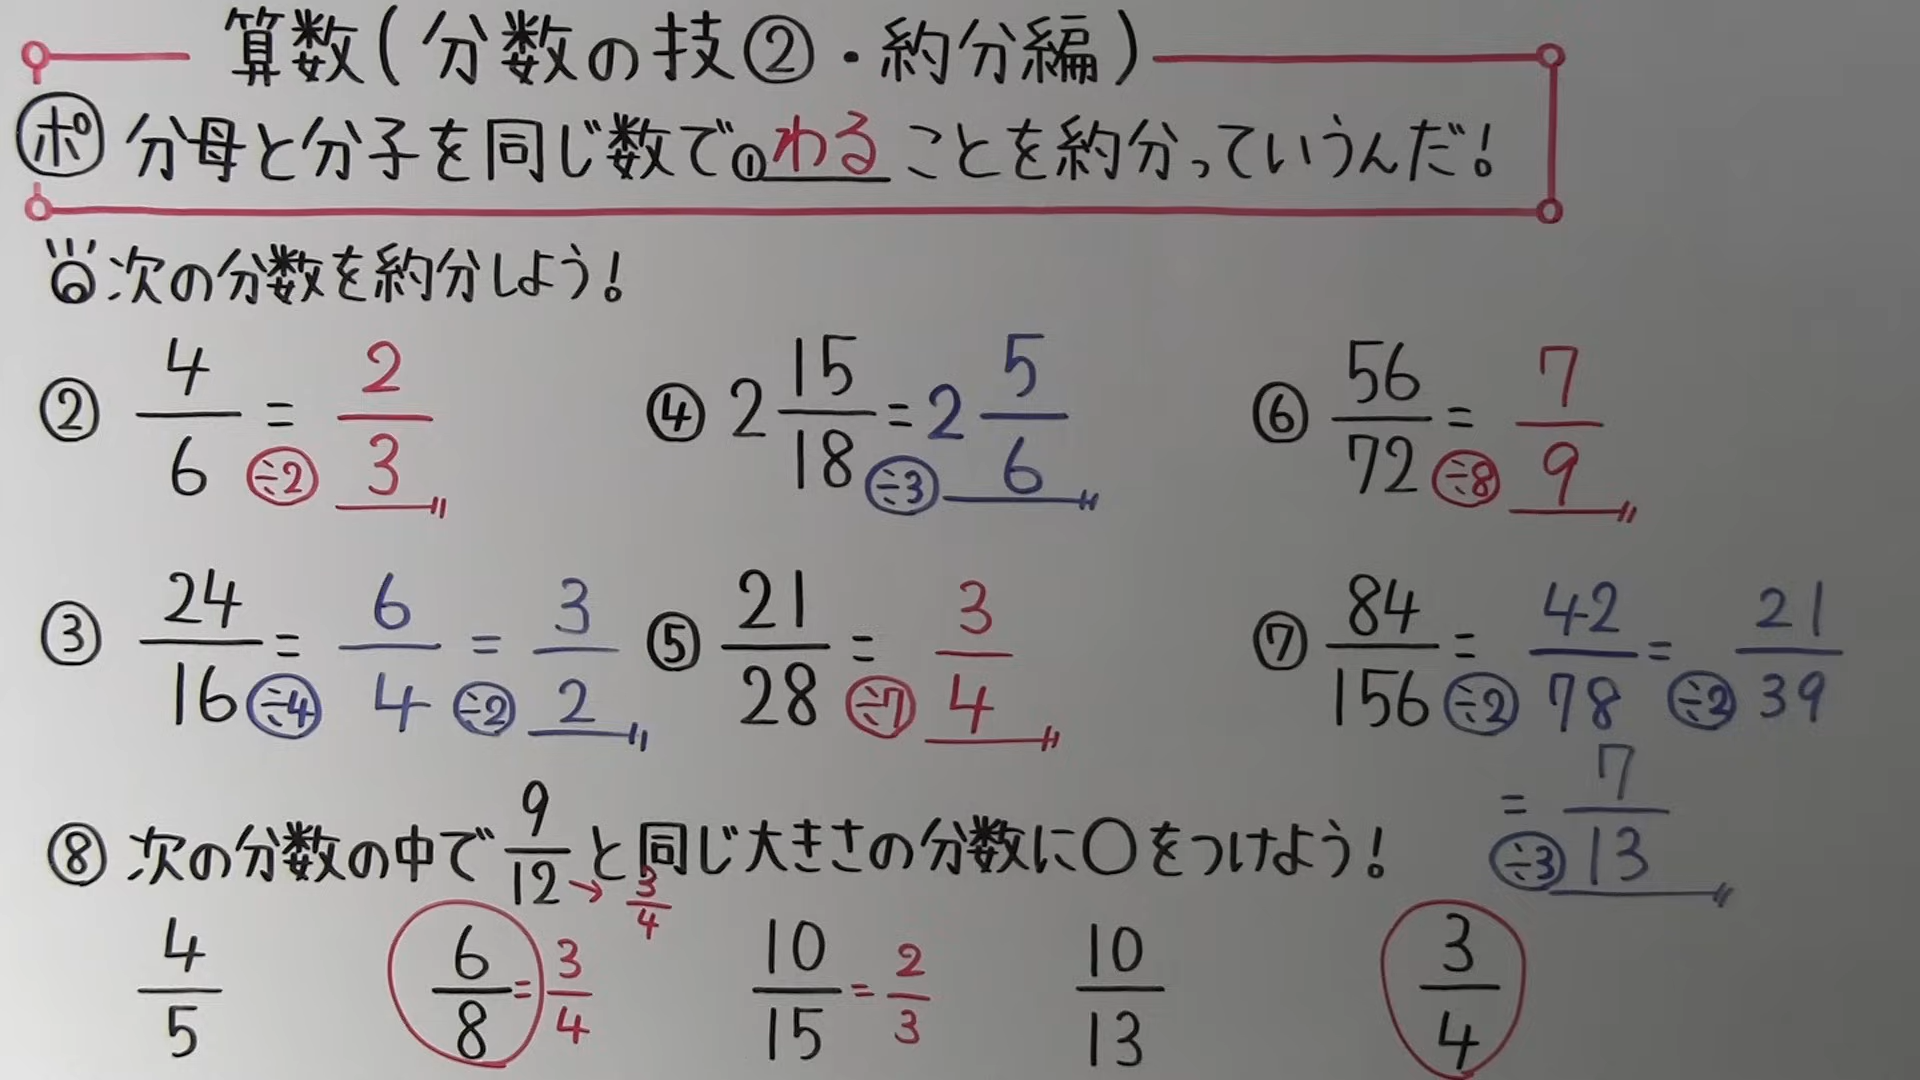 算数(分数の技②・約分編)
ポ 分母と分子を同じ数で①わることを約分っていうんだ!
次の分数を約分しよう!
② 4/6 = 2/3 ÷2
④ 2 15/18 = 2 5/6 ÷3
⑥ 56/72 = 7/9 ÷8
③ 24/16 = 6/4 = 3/2 ÷4 ÷2
⑤ 21/28 = 3/4 ÷7
⑦ 84/156 = 42/78 = 21/39 ÷2 ÷2
= 7/13 ÷3
⑧ 次の分数の中で 9/12 と同じ大きさの分数に○をつけよう!
→ 3/4
4/5 6/8 = 3/4 10/15 = 2/3 10/13 3/4